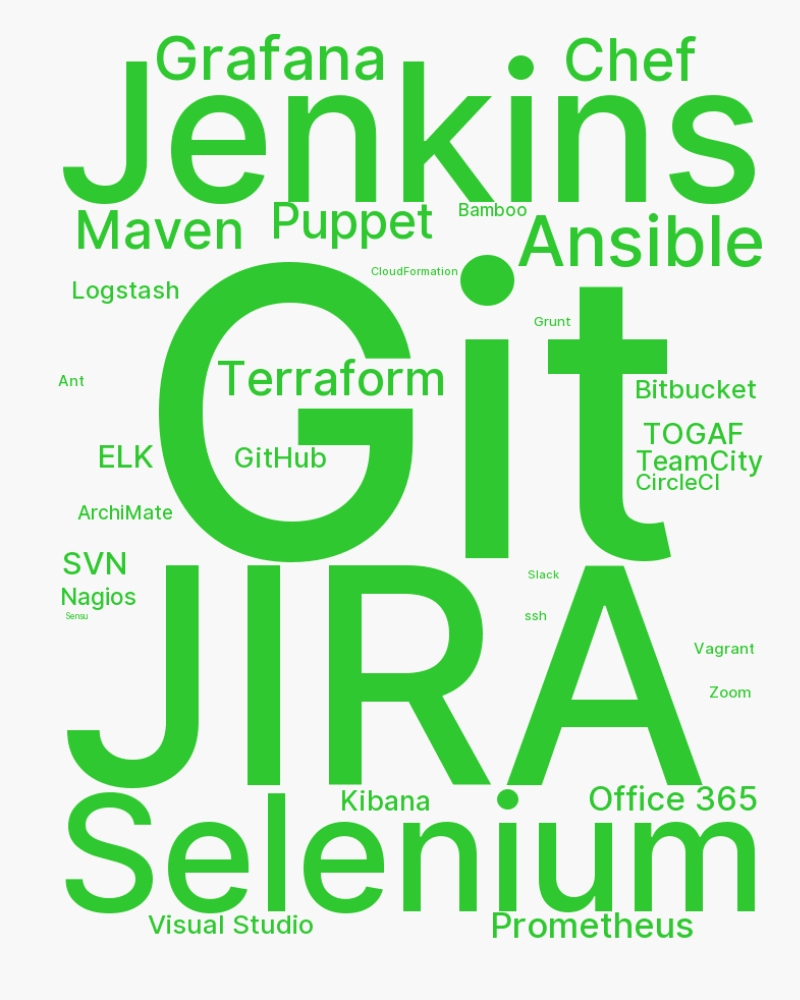 Grafana
Chef
Jenkins
Maven
Puppet
Bamboo
Ansible
CloudFormation
Logstash
Git
Grunt
Terraform
Ant
Bitbucket
TOGAF
ELK
GitHub
TeamCity
CircleCI
ArchiMate
SVN
Slack
Nagios
Sensu
ssh
JIRA
Vagrant
Zoom
Kibana
Office 365
Selenium
Visual Studio
Prometheus